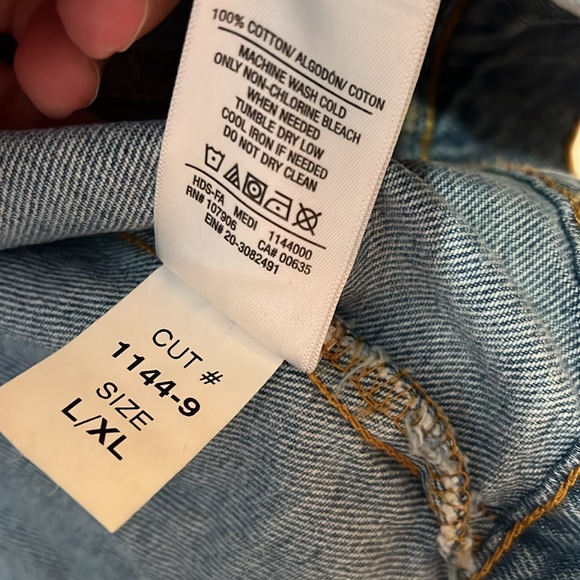 100% COTTON/ ALGODÓN/ COTON
MACHINE WASH COLD
ONLY NON-CHLORINE BLEACH
WHEN NEEDED
TUMBLE DRY LOW
COOL IRON IF NEEDED
DO NOT DRY CLEAN
HDS-FA MEDI 1144000
RN# 107906 CA# 00635
EIN# 20-3082491
CUT #
1144-9
SIZE
L/XL